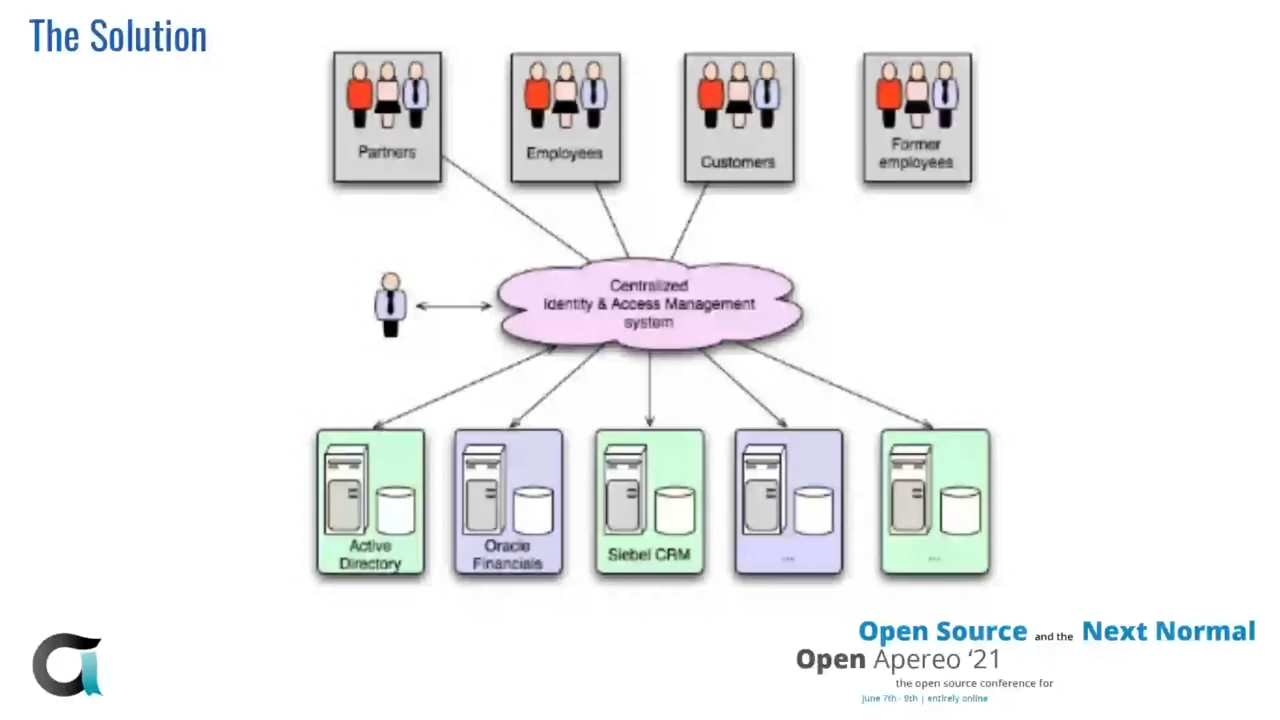 The Solution
Partners
Employees
Customers
Former
employees
Centralized
Identity & Access Management
system
Active
Directory
Oracle
Financials
Siebel CRM
Open Source and the Next Normal
Open Apereo ‘21
the open source conference for
June 7th - 9th | entirely online